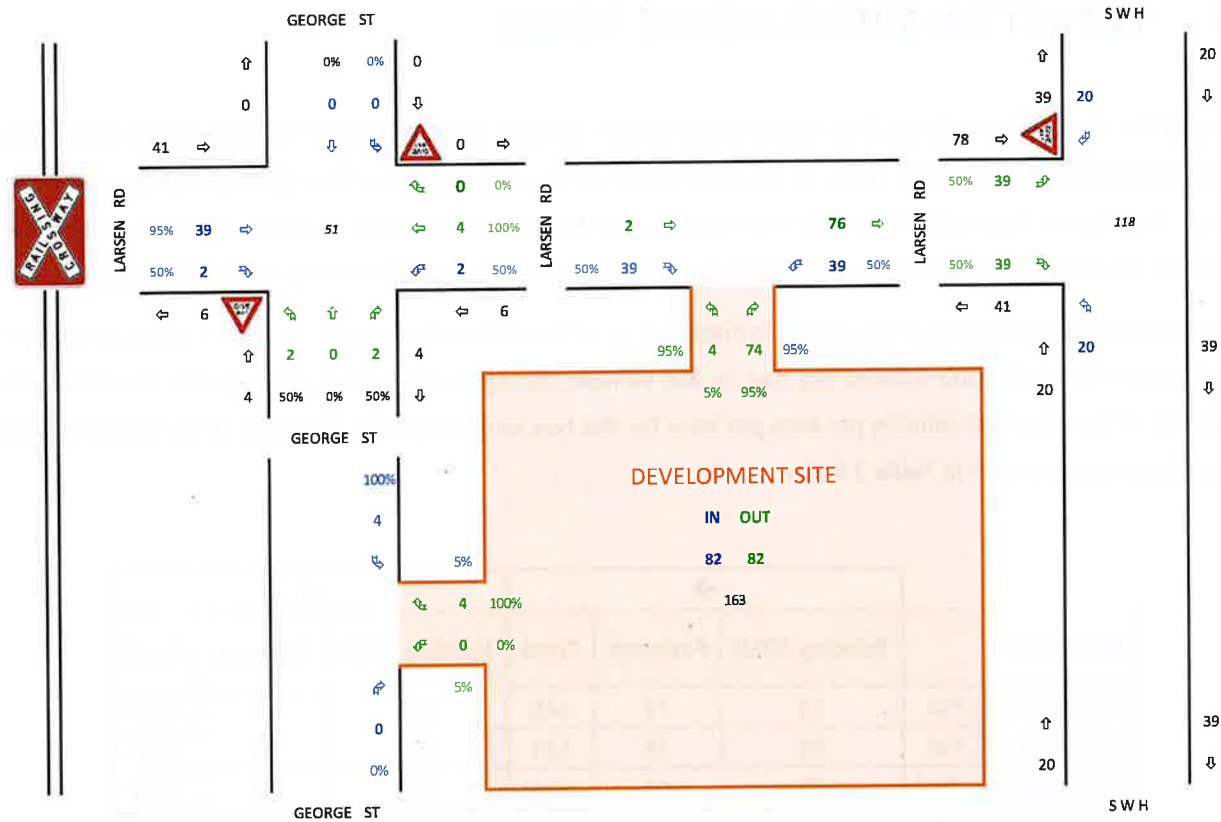 GEORGE ST
SWH
0% 0% 0
20
0 0 0
39 20
41
0
78
0 0%
50% 39
RAILWAY CROSSING
LARSEN RD
95% 39
51
4 100%
LARSEN RD
2
76
LARSEN RD
118
50% 2
2 50%
50% 39
39 50%
50% 39
6
GIVE WAY
6
41
2 0 2
4
95% 4 74 95%
20
39
4 50% 0% 50%
5% 95%
20
GEORGE ST
100%
DEVELOPMENT SITE
4
IN OUT
5%
82 82
4 100%
163
0 0%
5%
0
39
0%
20
GEORGE ST
SWH